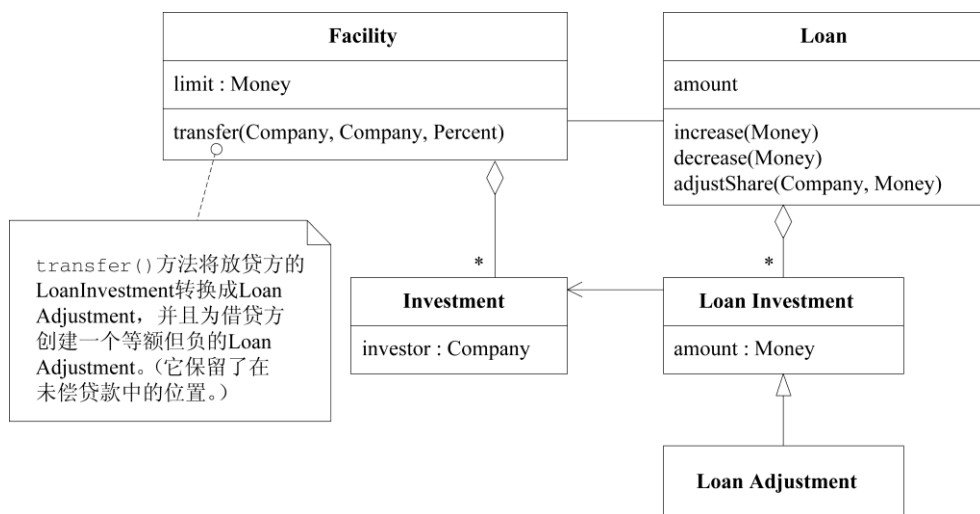 Facility
limit : Money
transfer(Company, Company, Percent)
Loan
amount
increase(Money)
decrease(Money)
adjustShare(Company, Money)
transfer()方法将放贷方的
LoanInvestment转换成Loan
Adjustment，并且为借贷方
创建一个等额但负的Loan
Adjustment。（它保留了在
未偿贷款中的位置。）
*
*
Investment
investor : Company
Loan Investment
amount : Money
Loan Adjustment